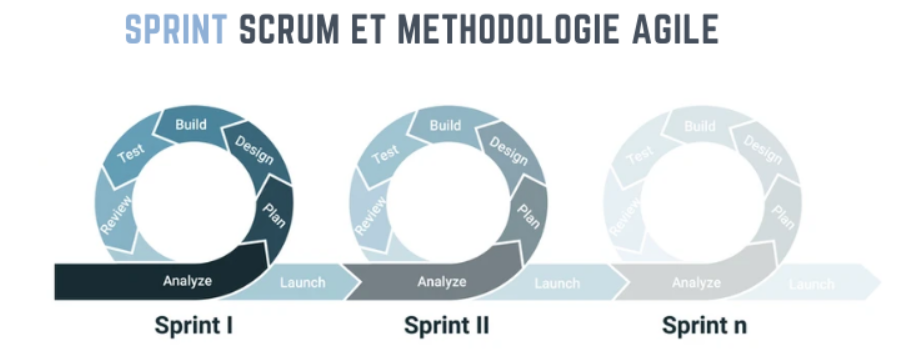 SPRINT SCRUM ET METHODOLOGIE AGILE
Build
Test
Design
Review
Plan
Analyze
Launch
Sprint I
Build
Test
Design
Review
Plan
Analyze
Launch
Sprint II
Build
Test
Design
Review
Plan
Analyze
Launch
Sprint n